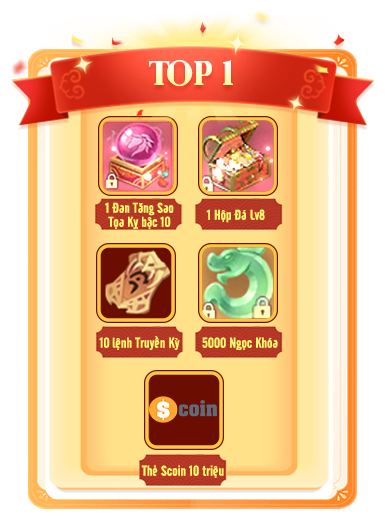 TOP 1
1 Đan Tăng Sao
Tọa Kỵ bậc 10
1 Hộp Đá Lv8
10 lệnh Truyền Kỳ
5000 Ngọc Khóa
$ coin
Thẻ Scoin 10 triệu